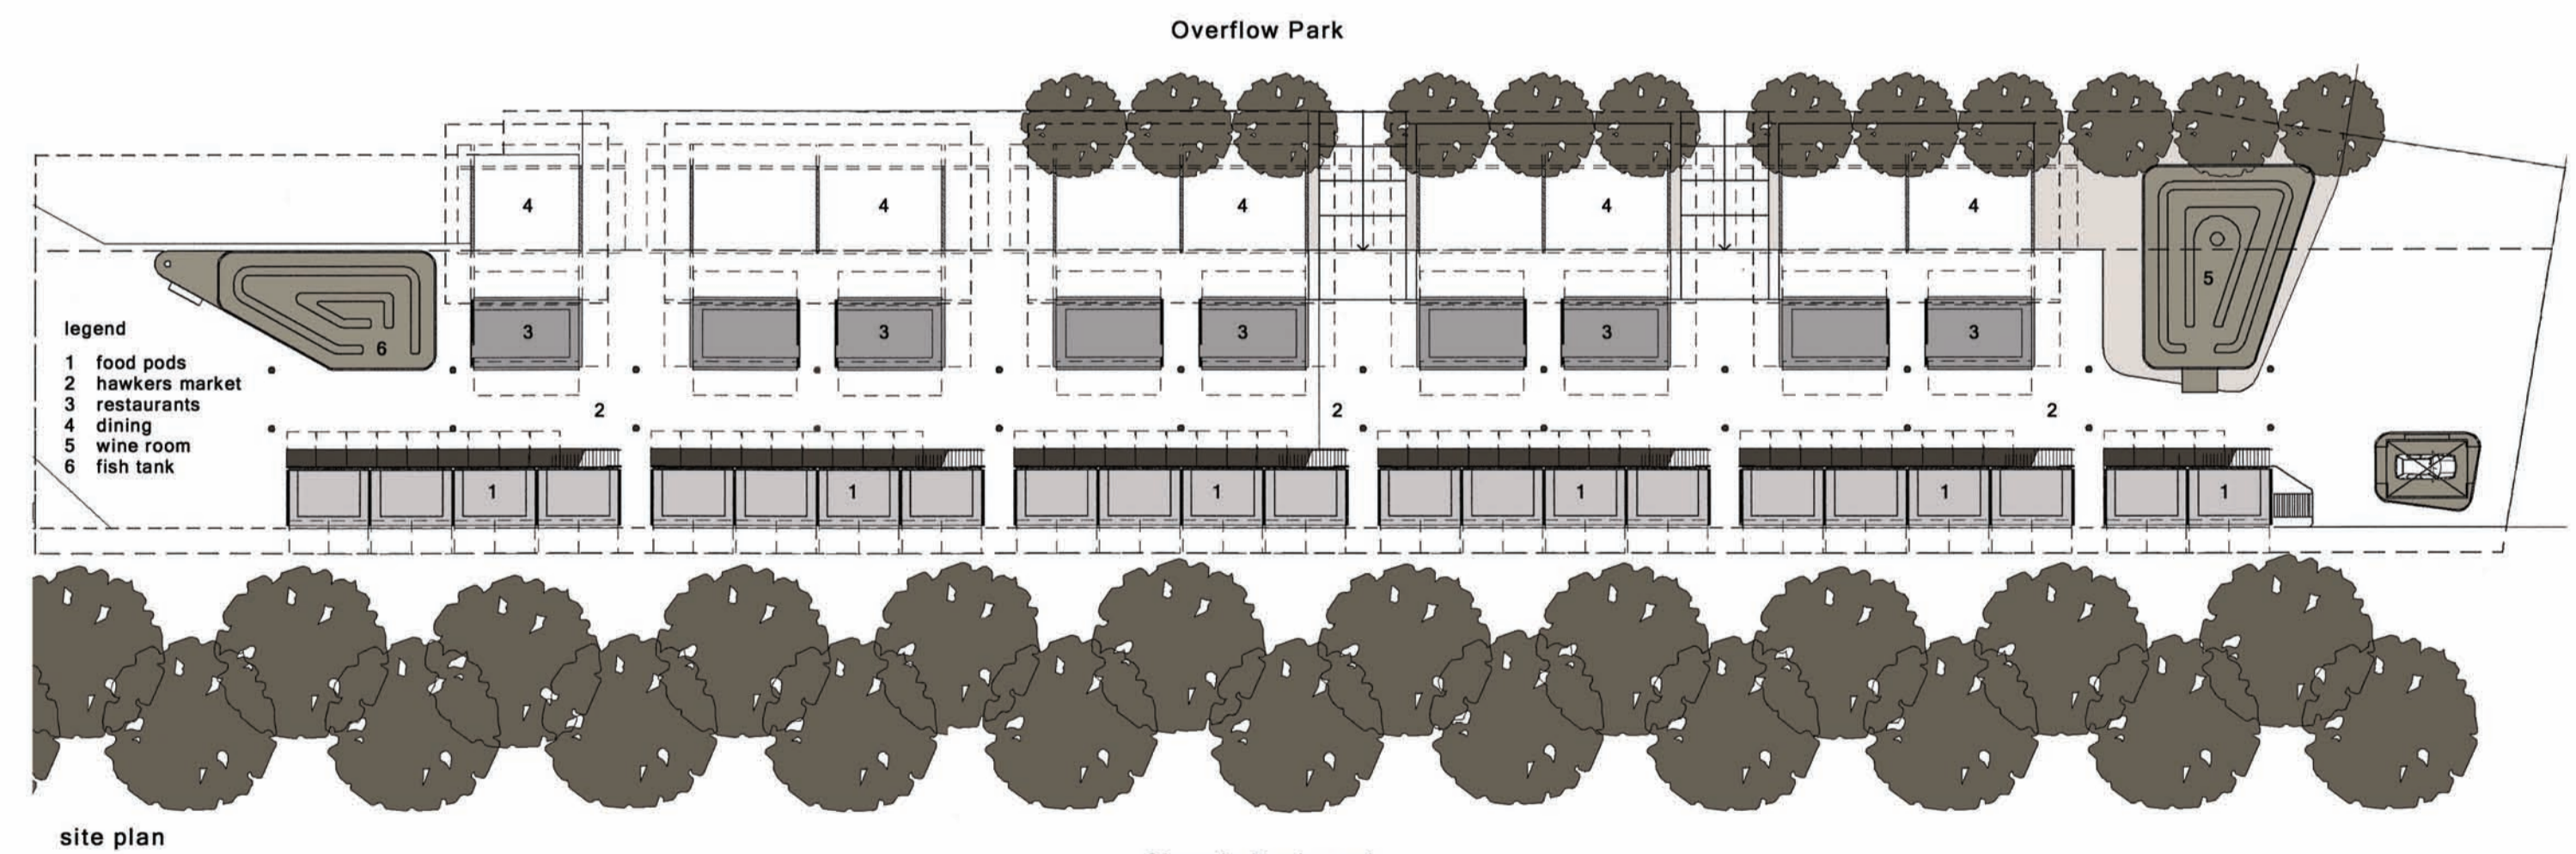 Overflow Park
4 4 4 4 4
5
3 3 3 3 3
6
legend
1 food pods
2 hawkers market
3 restaurants
4 dining
5 wine room
6 fish tank
2 2 2
1 1 1 1 1 1
site plan